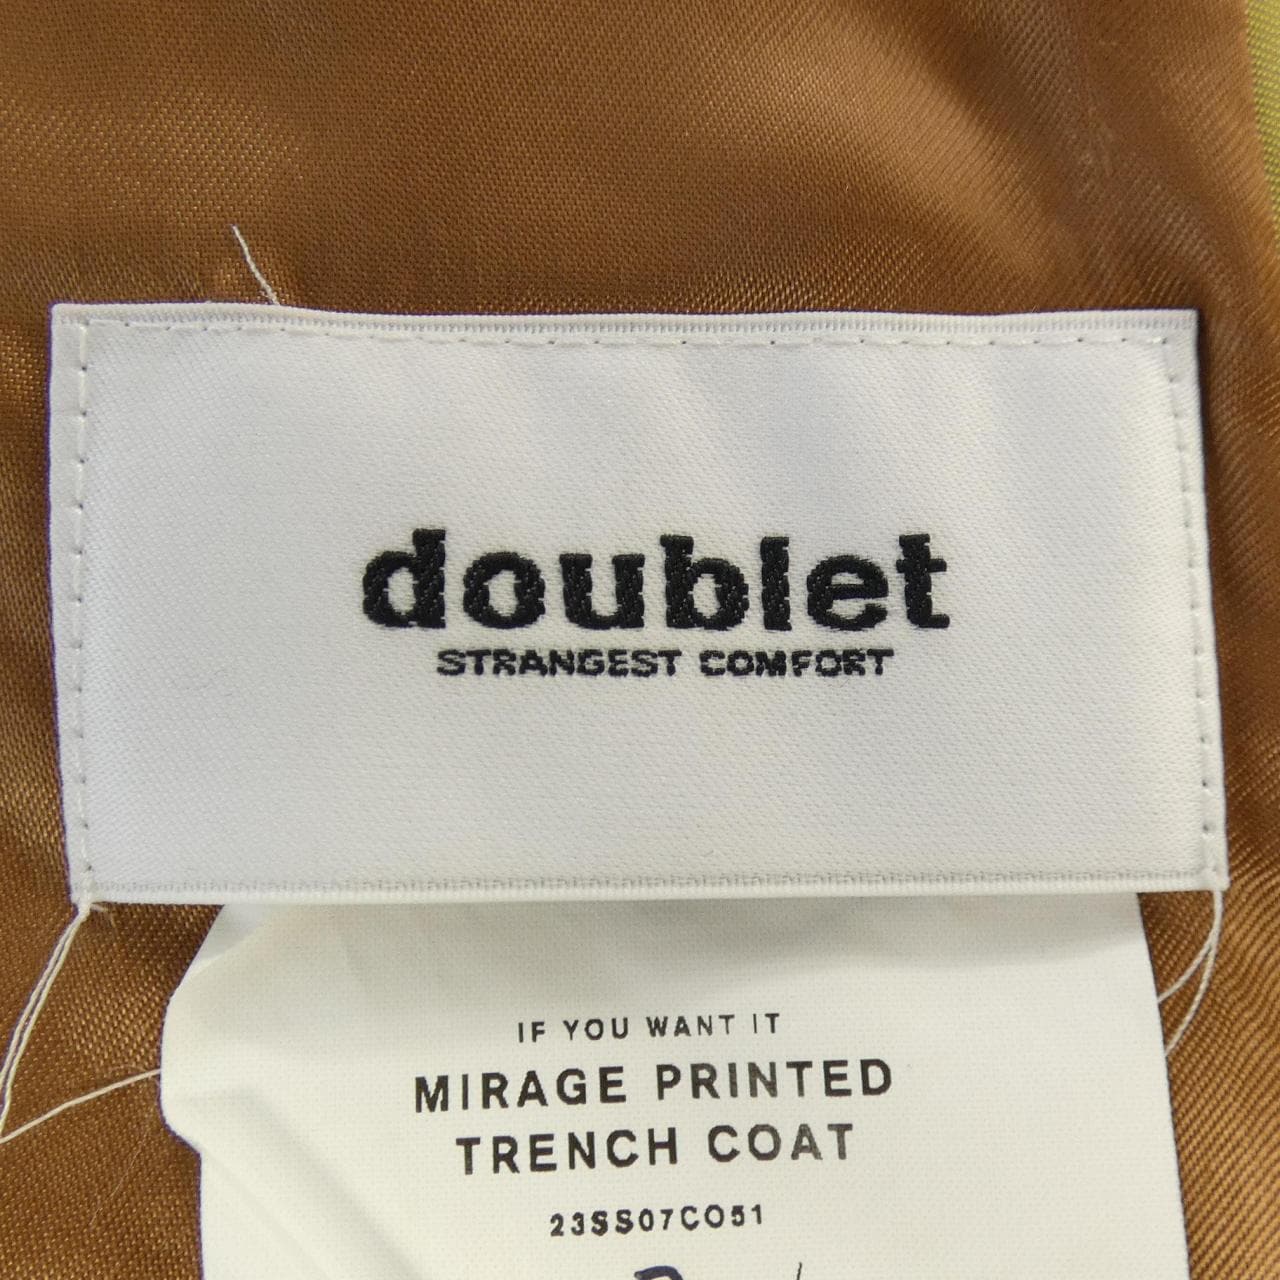 doublet
STRANGEST COMFORT
IF YOU WANT IT
MIRAGE PRINTED
TRENCH COAT
23SS07CO51